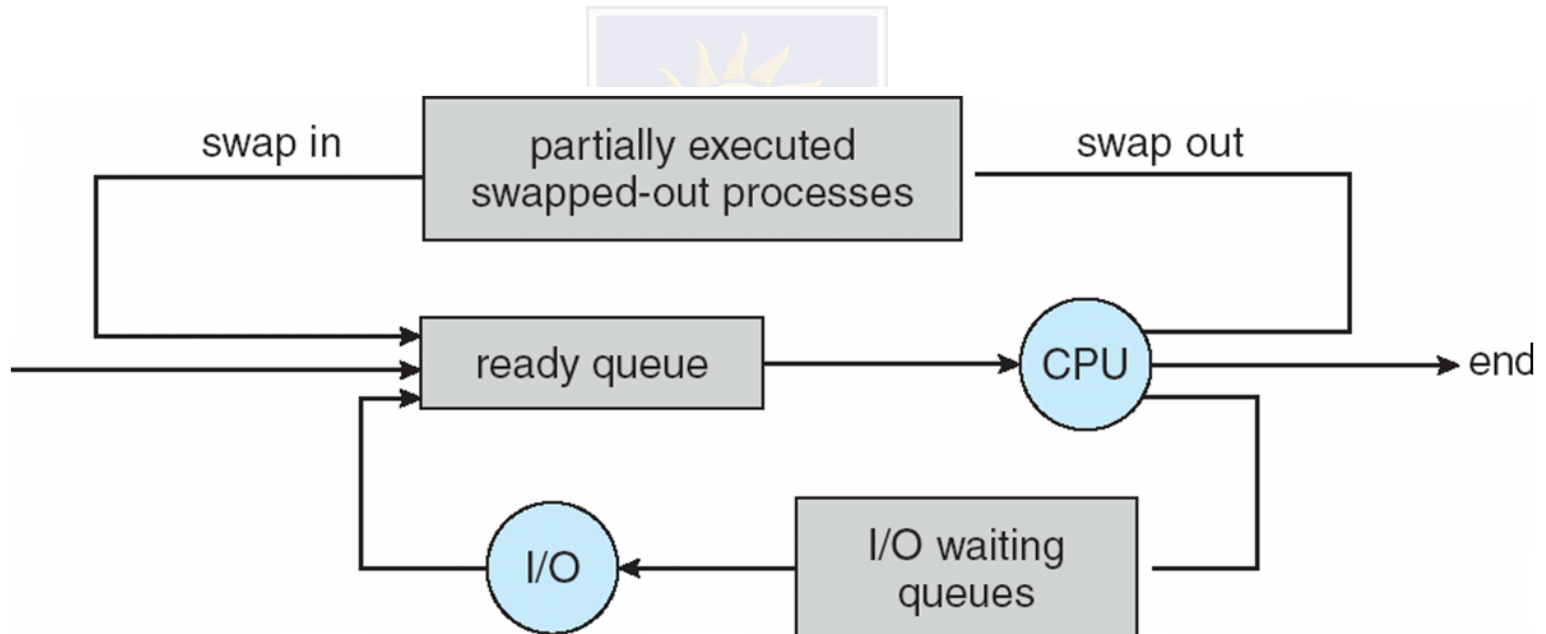 swap in
partially executed
swapped-out processes
swap out
ready queue
CPU
end
I/O
I/O waiting
queues